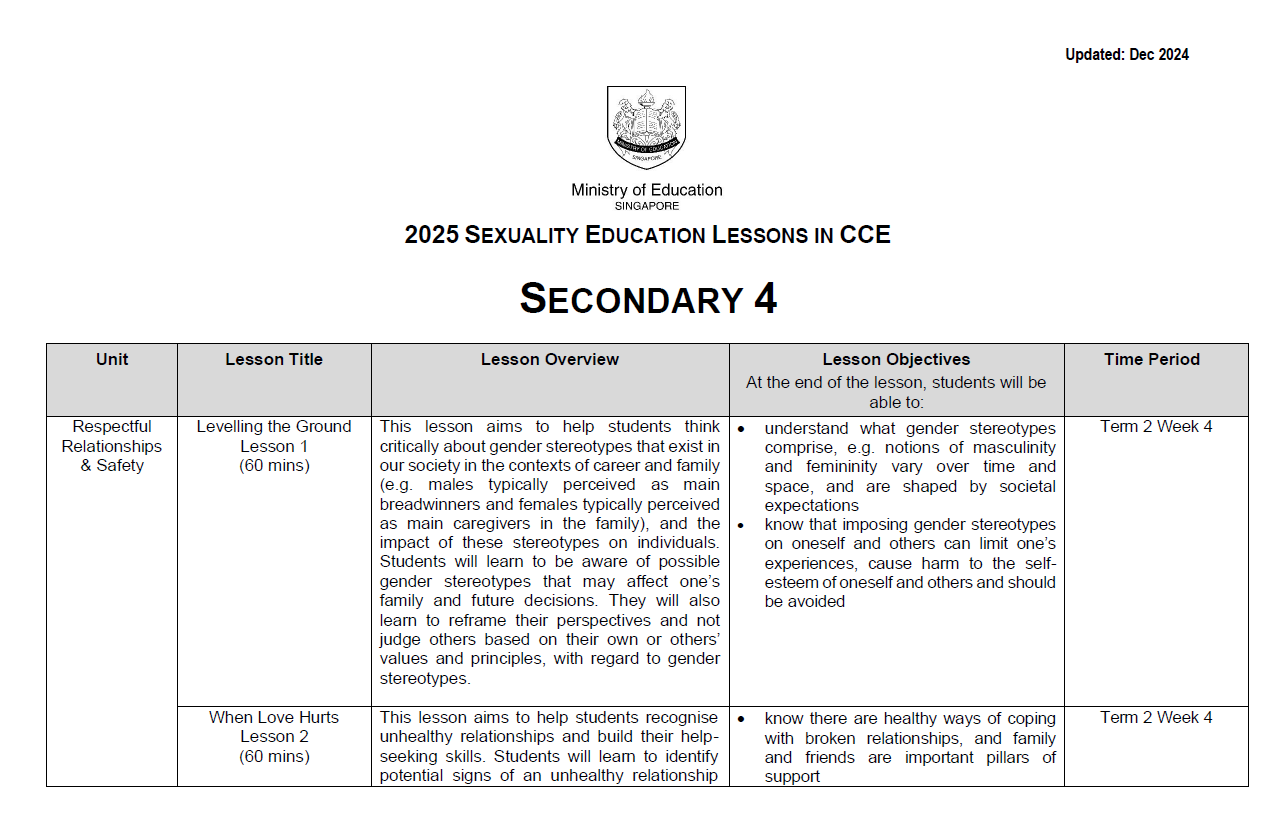 Updated: Dec 2024
MINISTRY OF EDUCATION
SINGAPORE
Ministry of Education
SINGAPORE
2025 SEXUALITY EDUCATION LESSONS IN CCE
SECONDARY 4
Unit
Lesson Title
Lesson Overview
Lesson Objectives
At the end of the lesson, students will be
able to:
Time Period
Respectful
Relationships
& Safety
Levelling the Ground
Lesson 1
(60 mins)
This lesson aims to help students think
critically about gender stereotypes that exist in
our society in the contexts of career and family
(e.g. males typically perceived as main
breadwinners and females typically perceived
as main caregivers in the family), and the
impact of these stereotypes on individuals.
Students will learn to be aware of possible
gender stereotypes that may affect one’s
family and future decisions. They will also
learn to reframe their perspectives and not
judge others based on their own or others’
values and principles, with regard to gender
stereotypes.
• understand what gender stereotypes
comprise, e.g. notions of masculinity
and femininity vary over time and
space, and are shaped by societal
expectations
• know that imposing gender stereotypes
on oneself and others can limit one’s
experiences, cause harm to the self-
esteem of oneself and others and should
be avoided
Term 2 Week 4
When Love Hurts
Lesson 2
(60 mins)
This lesson aims to help students recognise
unhealthy relationships and build their help-
seeking skills. Students will learn to identify
potential signs of an unhealthy relationship
• know there are healthy ways of coping
with broken relationships, and family
and friends are important pillars of
support
Term 2 Week 4